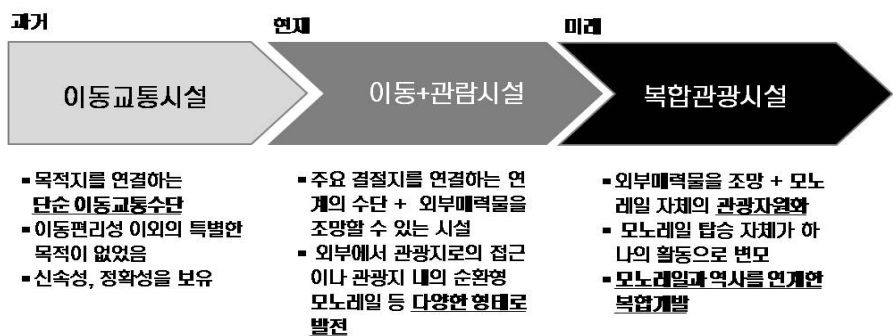 과거
현재
미래
이동교통시설
이동+관람시설
복합관광시설
▪ 목적지를 연결하는
단순 이동교통수단
▪ 이동편리성 이외의 특별한
목적이 없었음
▪ 신속성, 정확성을 보유
▪ 주요 결절지를 연결하는 연
계의 수단 + 외부매력물을
조망할 수 있는 시설
▪ 외부에서 관광지로의 접근
이나 관광지 내의 순환형
모노레일 등 다양한 형태로
발전
▪ 외부매력물을 조망 + 모노
레일 자체의 관광자원화
▪ 모노레일 탑승 자체가 하
나의 활동으로 변모
▪ 모노레일과 역사를 연계한
복합개발